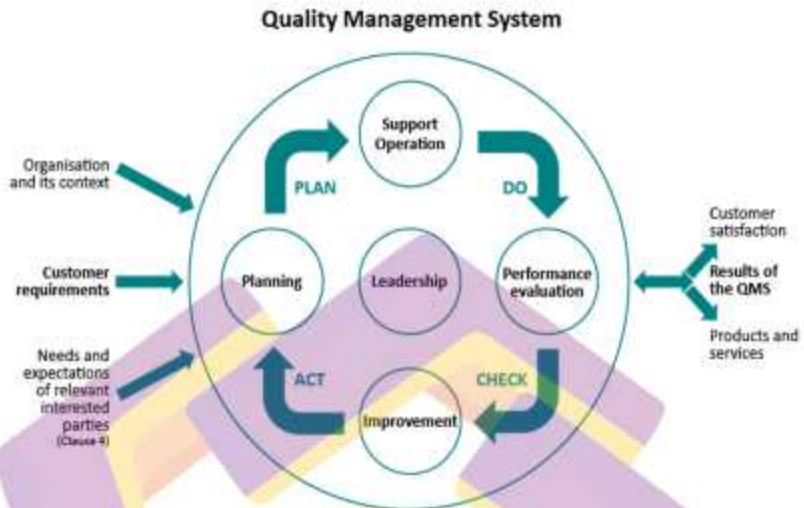 Quality Management System
Support
Operation
PLAN
DO
Organisation
and its context
Customer
requirements
Needs and
expectations
of relevant
interested
parties
(Clause 4)
Planning
Leadership
Performance
evaluation
Customer
satisfaction
Results of
the QMS
Products and
services
ACT
CHECK
Improvement